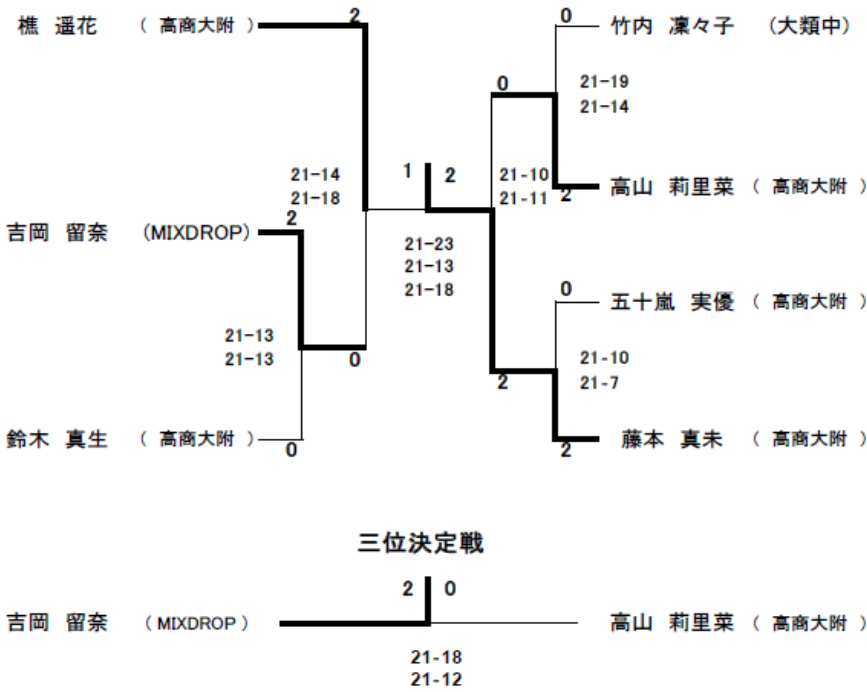 樵 遥花 （ 高商大附 ）
2
0
竹内 凜々子 （大類中）
0
21-19
21-14
21-14
21-18
1
2
21-10
21-11
2
高山 莉里菜 （ 高商大附 ）
2
吉岡 留奈 （MIXDROP）
21-23
21-13
21-18
0
五十嵐 実優 （ 高商大附 ）
21-13
21-13
0
2
21-10
21-7
鈴木 真生 （ 高商大附 ）
0
2
藤本 真未 （ 高商大附 ）
三位決定戦
2
0
吉岡 留奈 （ MIXDROP ）
高山 莉里菜 （ 高商大附 ）
21-18
21-12